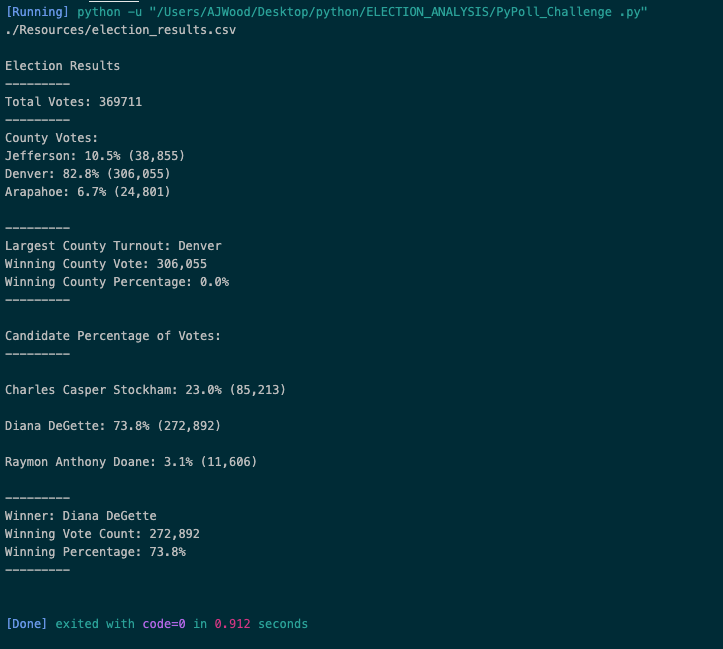 [Running] python -u "/Users/AJWood/Desktop/python/ELECTION_ANALYSIS/PyPoll_Challenge .py"
./Resources/election_results.csv
Election Results
---------
Total Votes: 369711
---------
County Votes:
Jefferson: 10.5% (38,855)
Denver: 82.8% (306,055)
Arapahoe: 6.7% (24,801)
---------
Largest County Turnout: Denver
Winning County Vote: 306,055
Winning County Percentage: 0.0%
---------
Candidate Percentage of Votes:
---------
Charles Casper Stockham: 23.0% (85,213)
Diana DeGette: 73.8% (272,892)
Raymon Anthony Doane: 3.1% (11,606)
---------
Winner: Diana DeGette
Winning Vote Count: 272,892
Winning Percentage: 73.8%
---------
[Done] exited with code=0 in 0.912 seconds